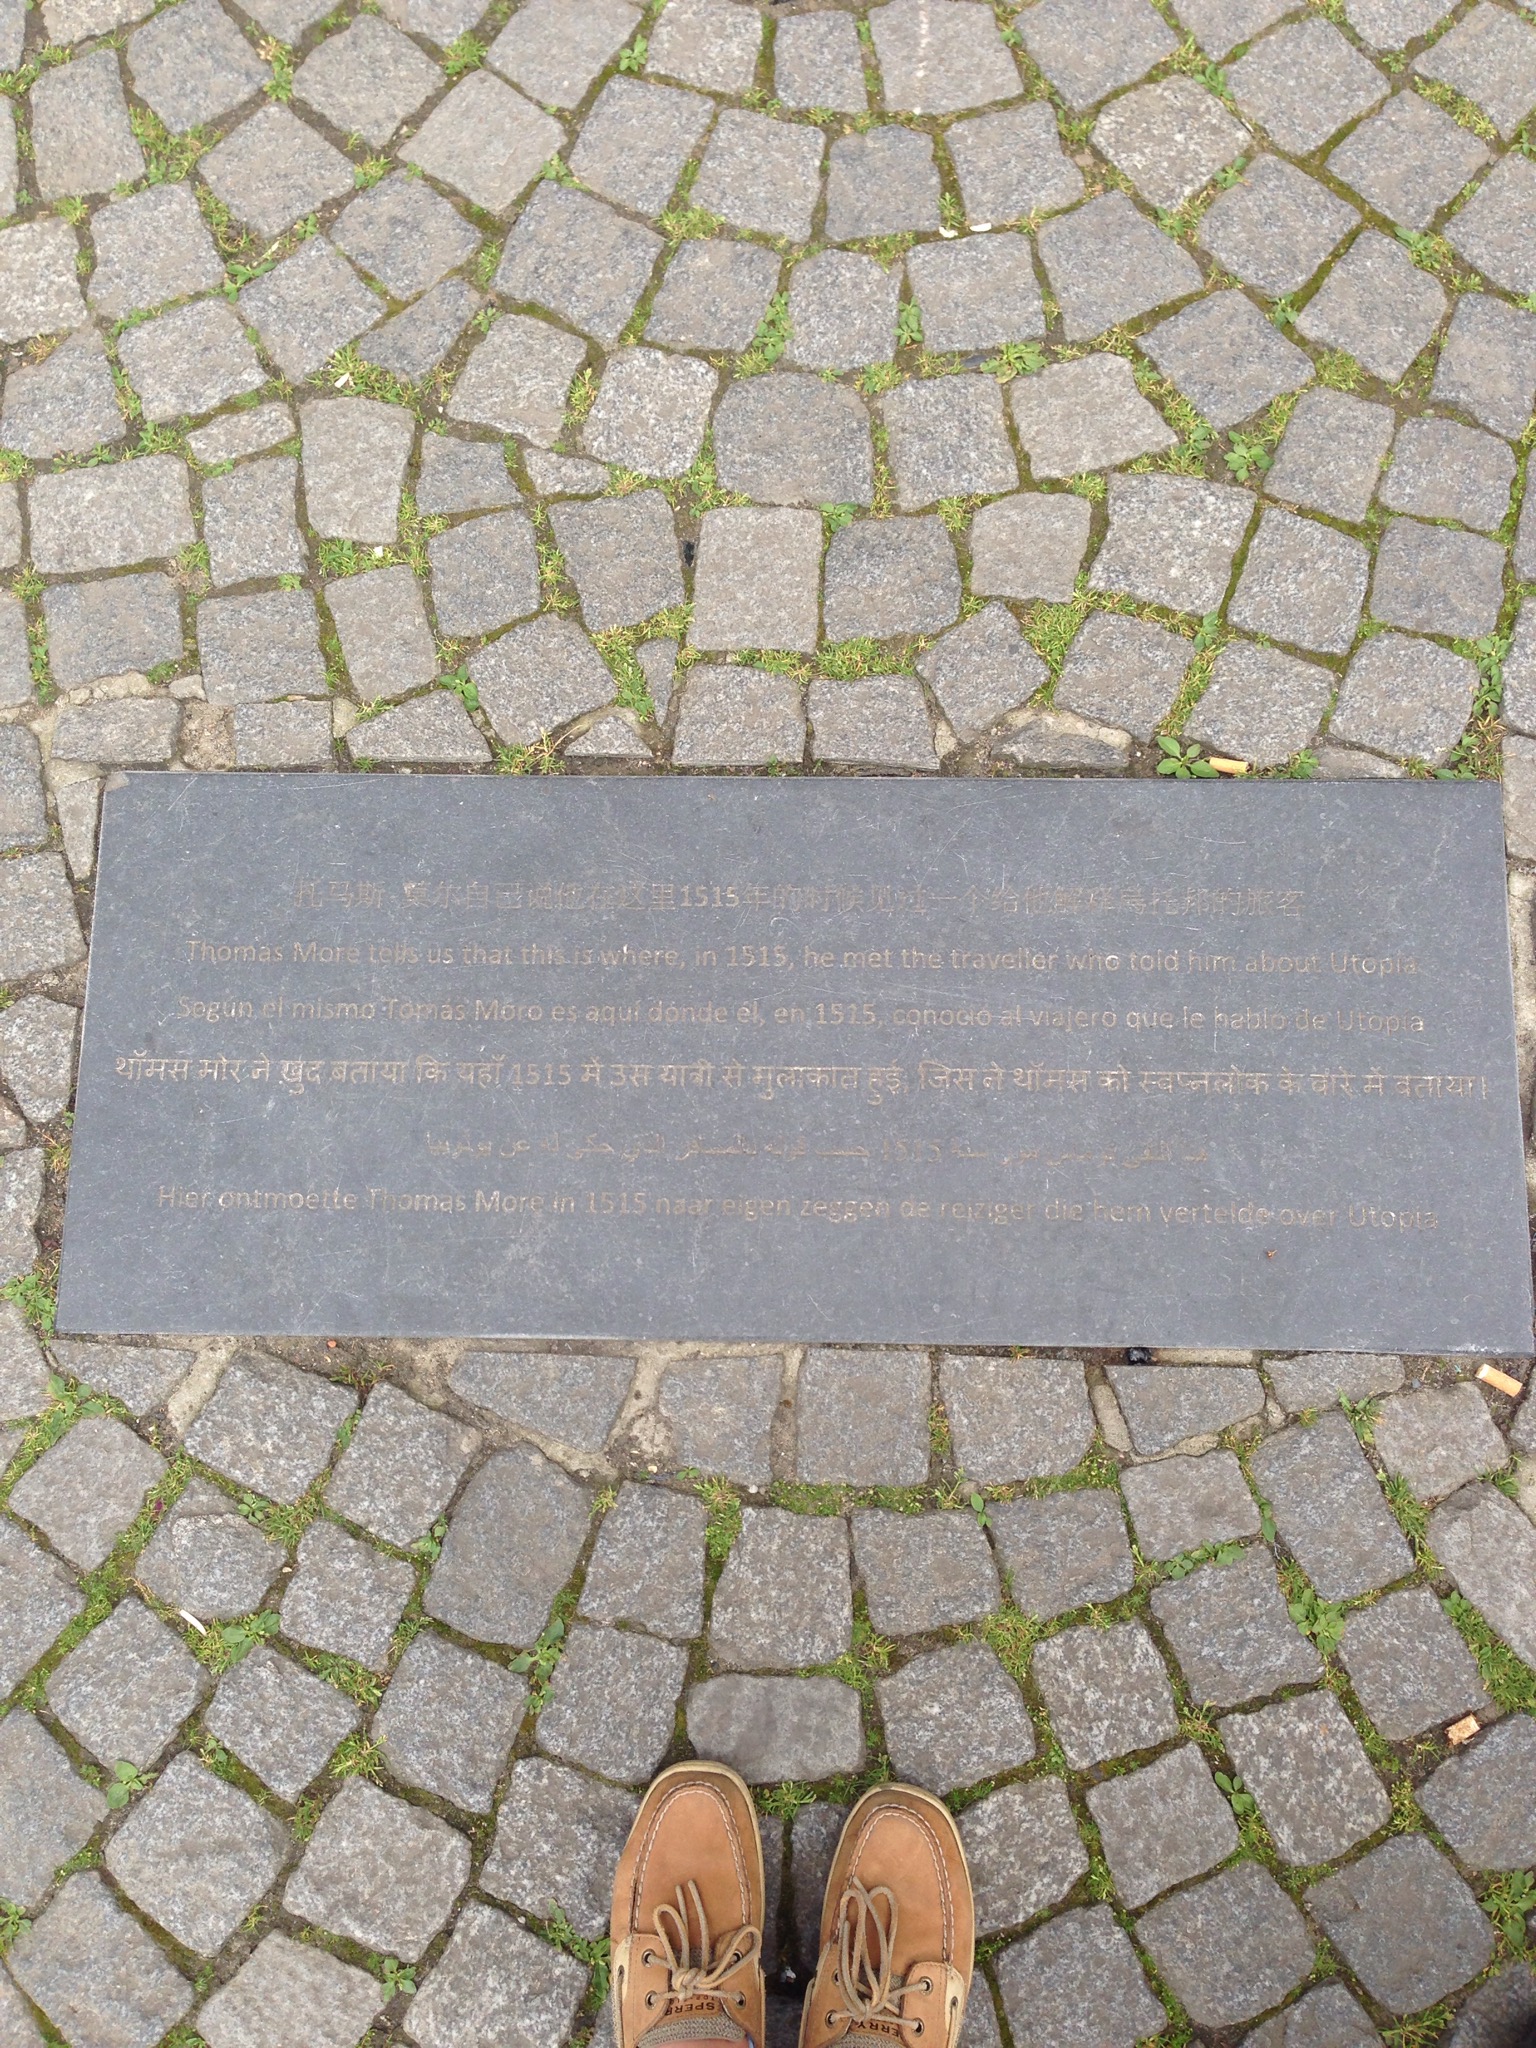 托马斯 莫尔自己说他在这里1515年的时候见过一个给他解释乌托邦的旅客
Thomas More tells us that this is where, in 1515, he met the traveller who told him about Utopia
Segun el mismo Tomás Moro es aquí donde él, en 1515, conoció al viajero que le habló de Utopia
थॉमस मोर ने ख़ुद बताया कि यहाँ 1515 में उस यात्री से मुलाकात हुई, जिस ने थॉमस को स्वप्नलोक के बारे में बताया।
1515
Hier ontmoette Thomas More in 1515 naar eigen zeggen de reiziger die hem vertelde over Utopia
SPERRY